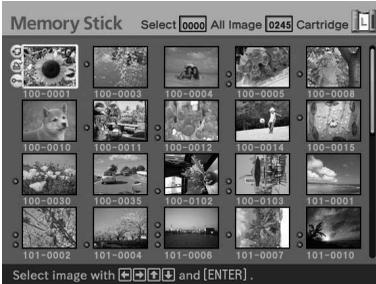 Memory Stick Select 0000 All Image 0245 Cartridge L
100-0001 100-0003 100-0004 100-0005 100-0008
100-0010 100-0011 100-0012 100-0014 100-0015
100-0030 100-0035 100-0102 100-0103 101-0001
101-0002 101-0004 101-0006 101-0007 101-0010
Select image with and [ENTER] .